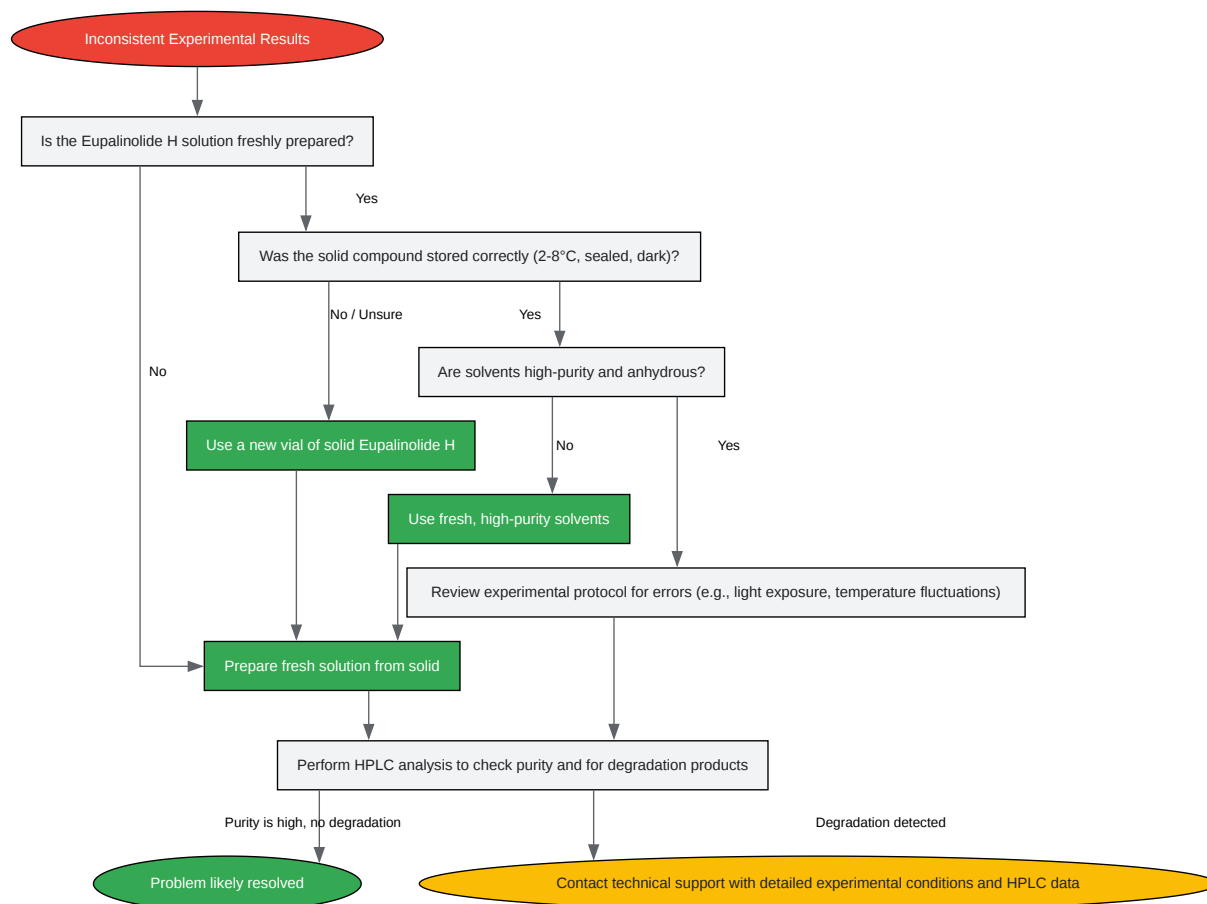 Inconsistent Experimental Results
Is the Eupalinolide H solution freshly prepared?
Yes
Was the solid compound stored correctly (2-8°C, sealed, dark)?
No / Unsure
Yes
Are solvents high-purity and anhydrous?
No
Use a new vial of solid Eupalinolide H
No
Yes
Use fresh, high-purity solvents
Review experimental protocol for errors (e.g., light exposure, temperature fluctuations)
Prepare fresh solution from solid
Perform HPLC analysis to check purity and for degradation products
Purity is high, no degradation
Degradation detected
Problem likely resolved
Contact technical support with detailed experimental conditions and HPLC data